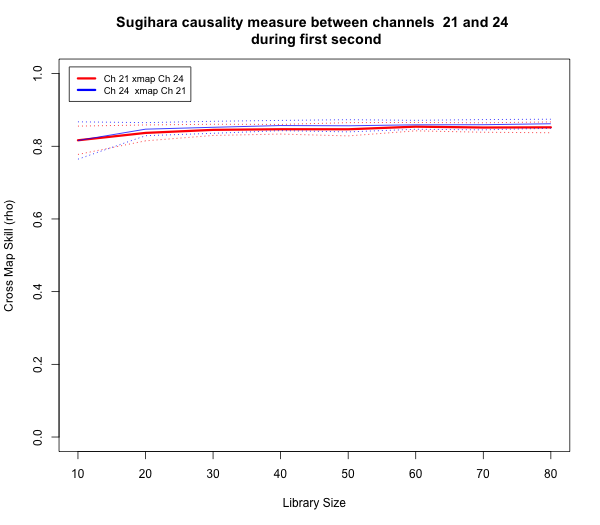 Sugihara causality measure between channels  21 and 24
during first second
Ch 21 xmap Ch 24
Ch 24  xmap Ch 21
Cross Map Skill (rho)
1.0
0.8
0.6
0.4
0.2
0.0
10 20 30 40 50 60 70 80
Library Size